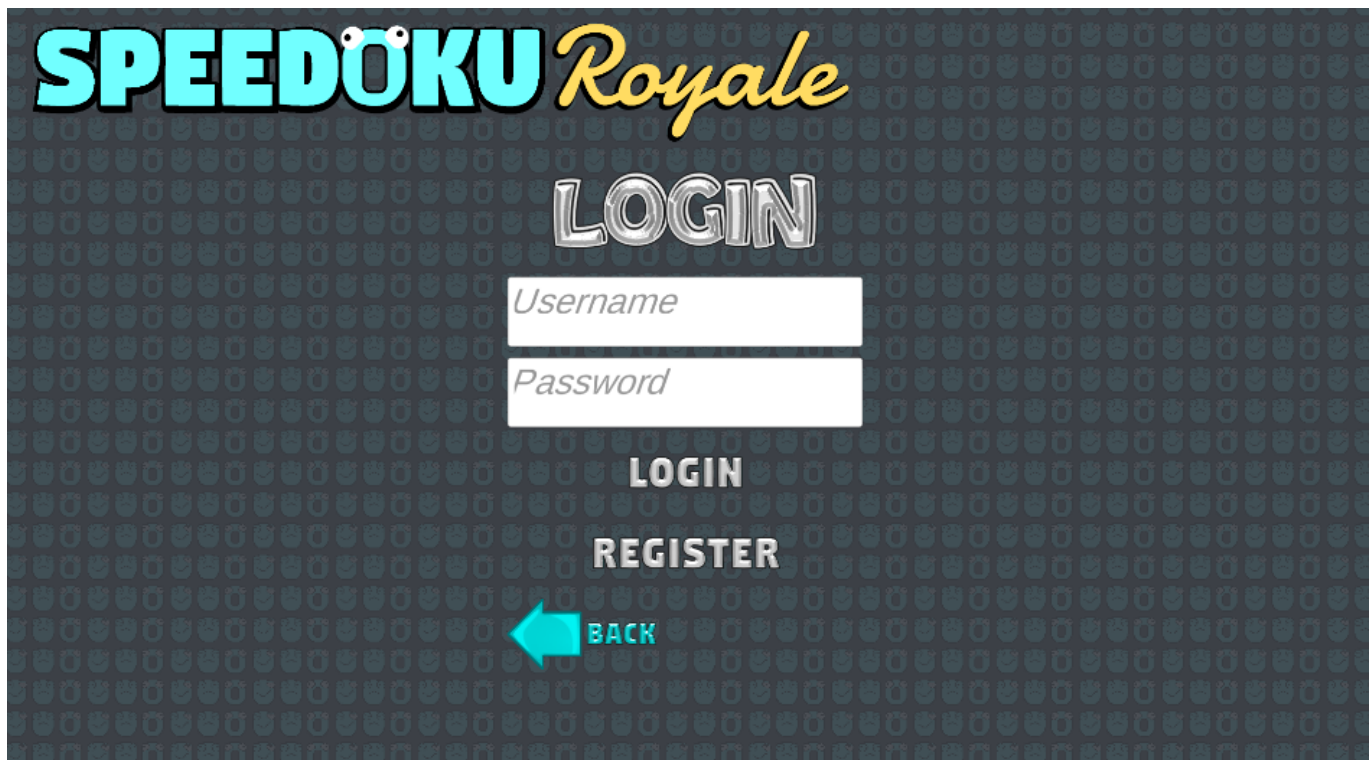 SPEEDOKU Royale
LOGIN
Username
Password
LOGIN
REGISTER
BACK